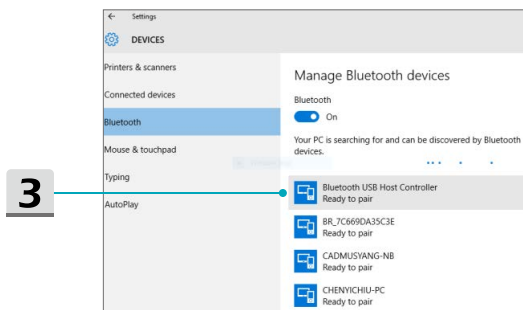 ← Settings
DEVICES
Printers & scanners
Connected devices
Bluetooth
Mouse & touchpad
Typing
AutoPlay
Manage Bluetooth devices
Bluetooth
On
Your PC is searching for and can be discovered by Bluetooth
devices.
3
Bluetooth USB Host Controller
Ready to pair
BR_7C669DA35C3E
Ready to pair
CADMUSYANG-NB
Ready to pair
CHENYICHIU-PC
Ready to pair